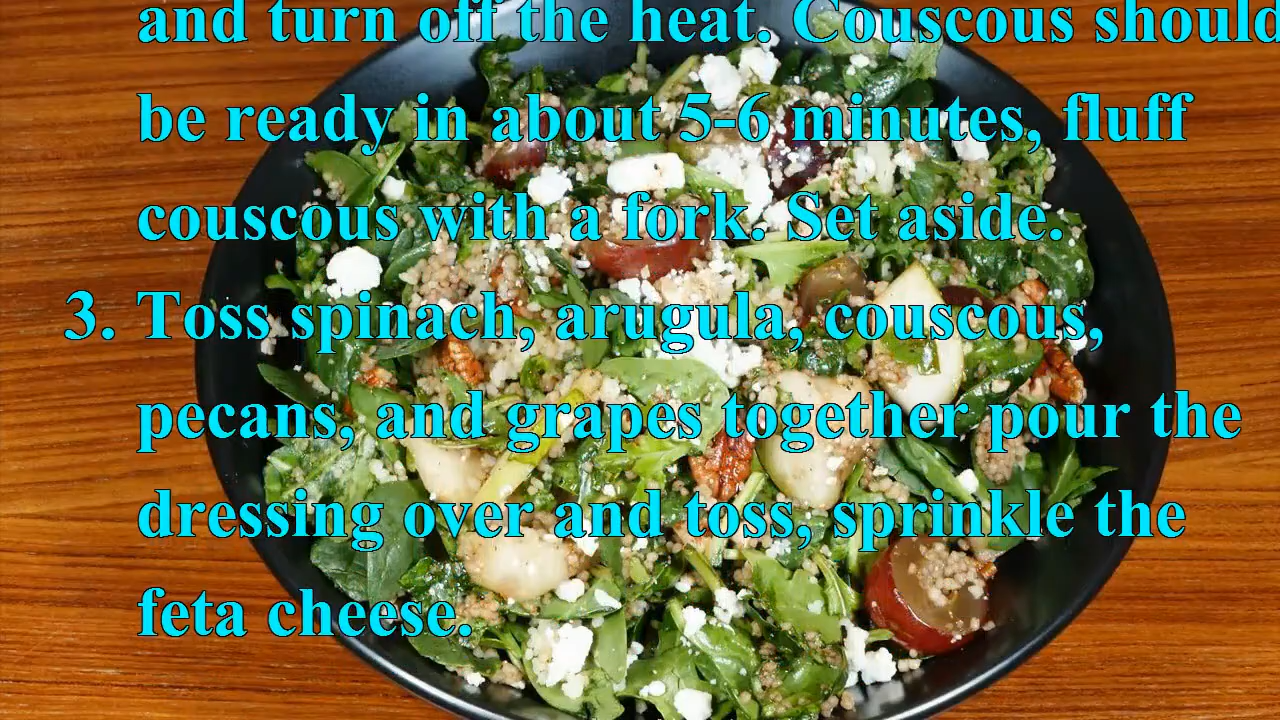 and turn off the heat. Couscous should
be ready in about 5-6 minutes, fluff
couscous with a fork. Set aside.
3. Toss spinach, arugula, couscous,
pecans, and grapes together pour the
dressing over and toss, sprinkle the
feta cheese.